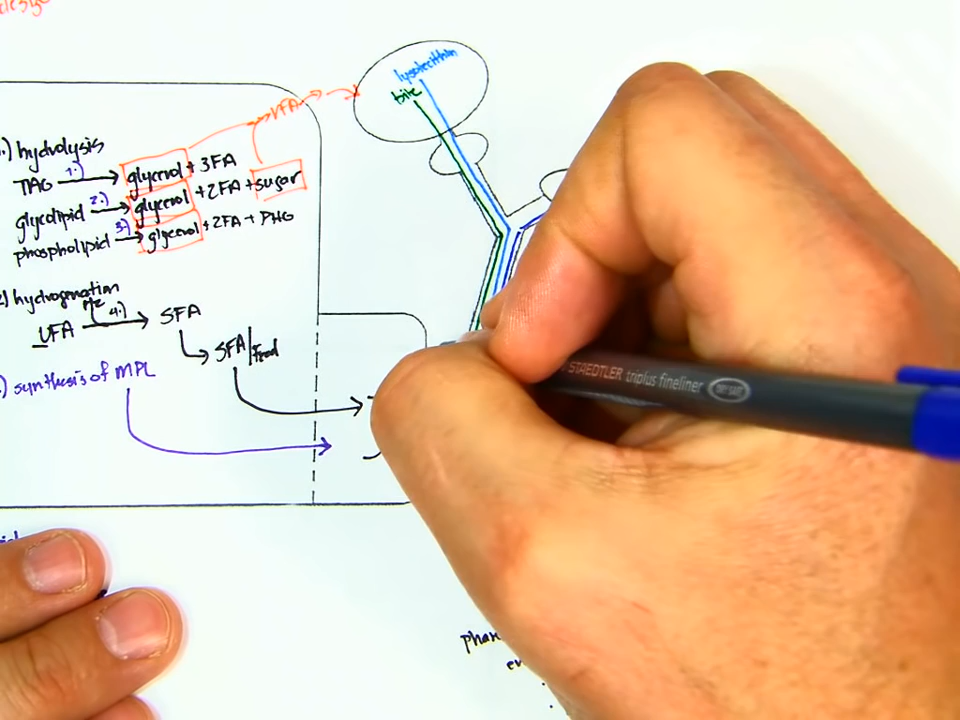 lysolecithin
bile
VFA
1.) hydrolysis
TAG 1.) glycerol + 3FA
glycolipid 2.) glycerol + 2FA + sugar
phospholipid 3.) glycerol + 2FA + PHG
2) hydrogenation
H2
UFA 4.) SFA
SFA/Feed
.) synthesis of MPL
STAEDTLER triplus fineliner